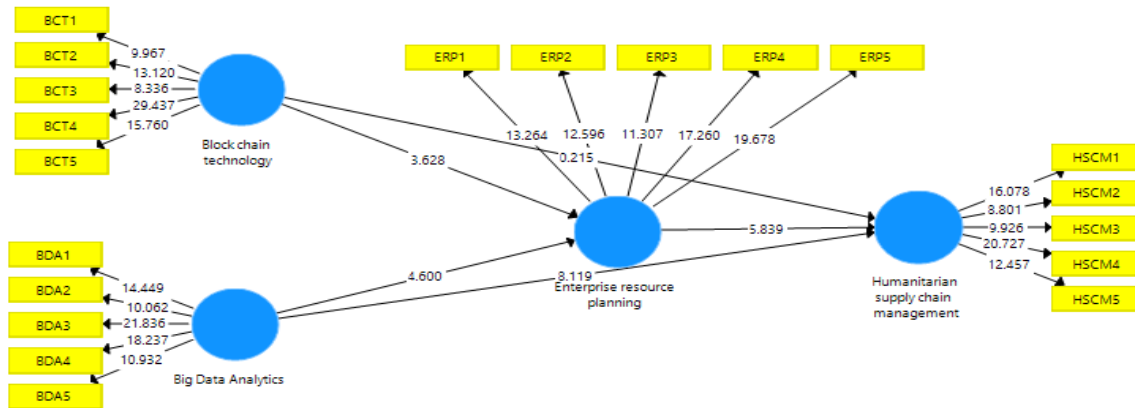 BCT1
BCT2
BCT3
BCT4
BCT5
9.967
13.120
8.336
29.437
15.760
Block chain
technology
ERP1
ERP2
ERP3
ERP4
ERP5
13.264
12.596
11.307
17.260
19.678
3.628
0.215
HSCM1
HSCM2
HSCM3
HSCM4
HSCM5
16.078
8.801
9.926
20.727
12.457
5.839
4.600
8.119
Enterprise resource
planning
Humanitarian
supply chain
management
BDA1
BDA2
BDA3
BDA4
BDA5
14.449
10.062
21.836
18.237
10.932
Big Data Analytics